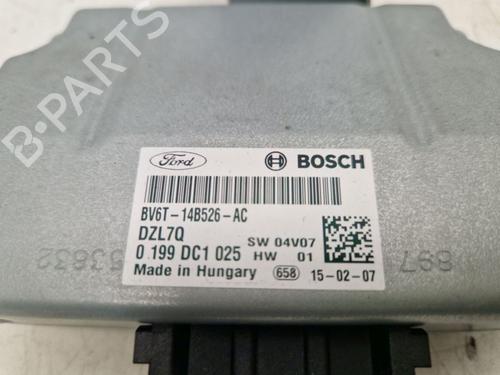 B-PARTS
Ford
BOSCH
BV6T-14B526-AC
DZL7Q
SW 04V07
0 199 DC1 025
HW 01
Made in Hungary
658
15-02-07
897